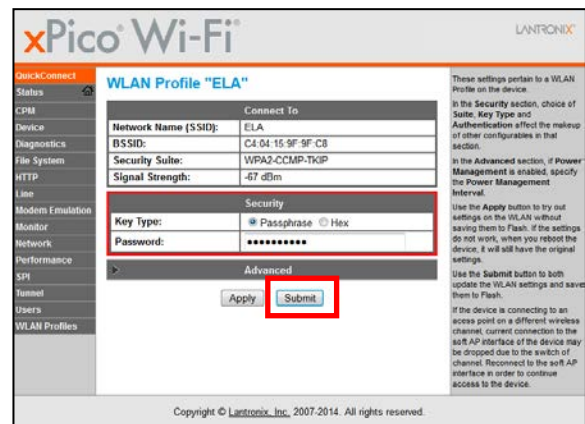 xPico® Wi-Fi®
LANTRONIX®
QuickConnect
Status
CPM
Device
Diagnostics
File System
HTTP
Line
Modem Emulation
Monitor
Network
Performance
SPI
Tunnel
Users
WLAN Profiles
WLAN Profile "ELA"
Connect To
Network Name (SSID): ELA
BSSID: C4:04:15:9F:9F:C8
Security Suite: WPA2-CCMP-TKIP
Signal Strength: -67 dBm
Security
Key Type: Passphrase Hex
Password: ••••••••••
Advanced
Apply Submit
These settings pertain to a WLAN
Profile on the device.
In the Security section, choice of
Suite, Key Type and
Authentication affect the makeup
of other configurables in that
section.
In the Advanced section, if Power
Management is enabled, specify
the Power Management
Interval.
Use the Apply button to try out
settings on the WLAN without
saving them to Flash. If the settings
do not work, when you reboot the
device, it will still have the original
settings.
Use the Submit button to both
update the WLAN settings and saves
them to Flash.
If the device is connecting to an
access point on a different wireless
channel, current connection to the
soft AP interface of the device may
be dropped due to the switch of
channel. Reconnect to the soft AP
interface in order to continue
access to the device.
Copyright © Lantronix, Inc. 2007-2014. All rights reserved.